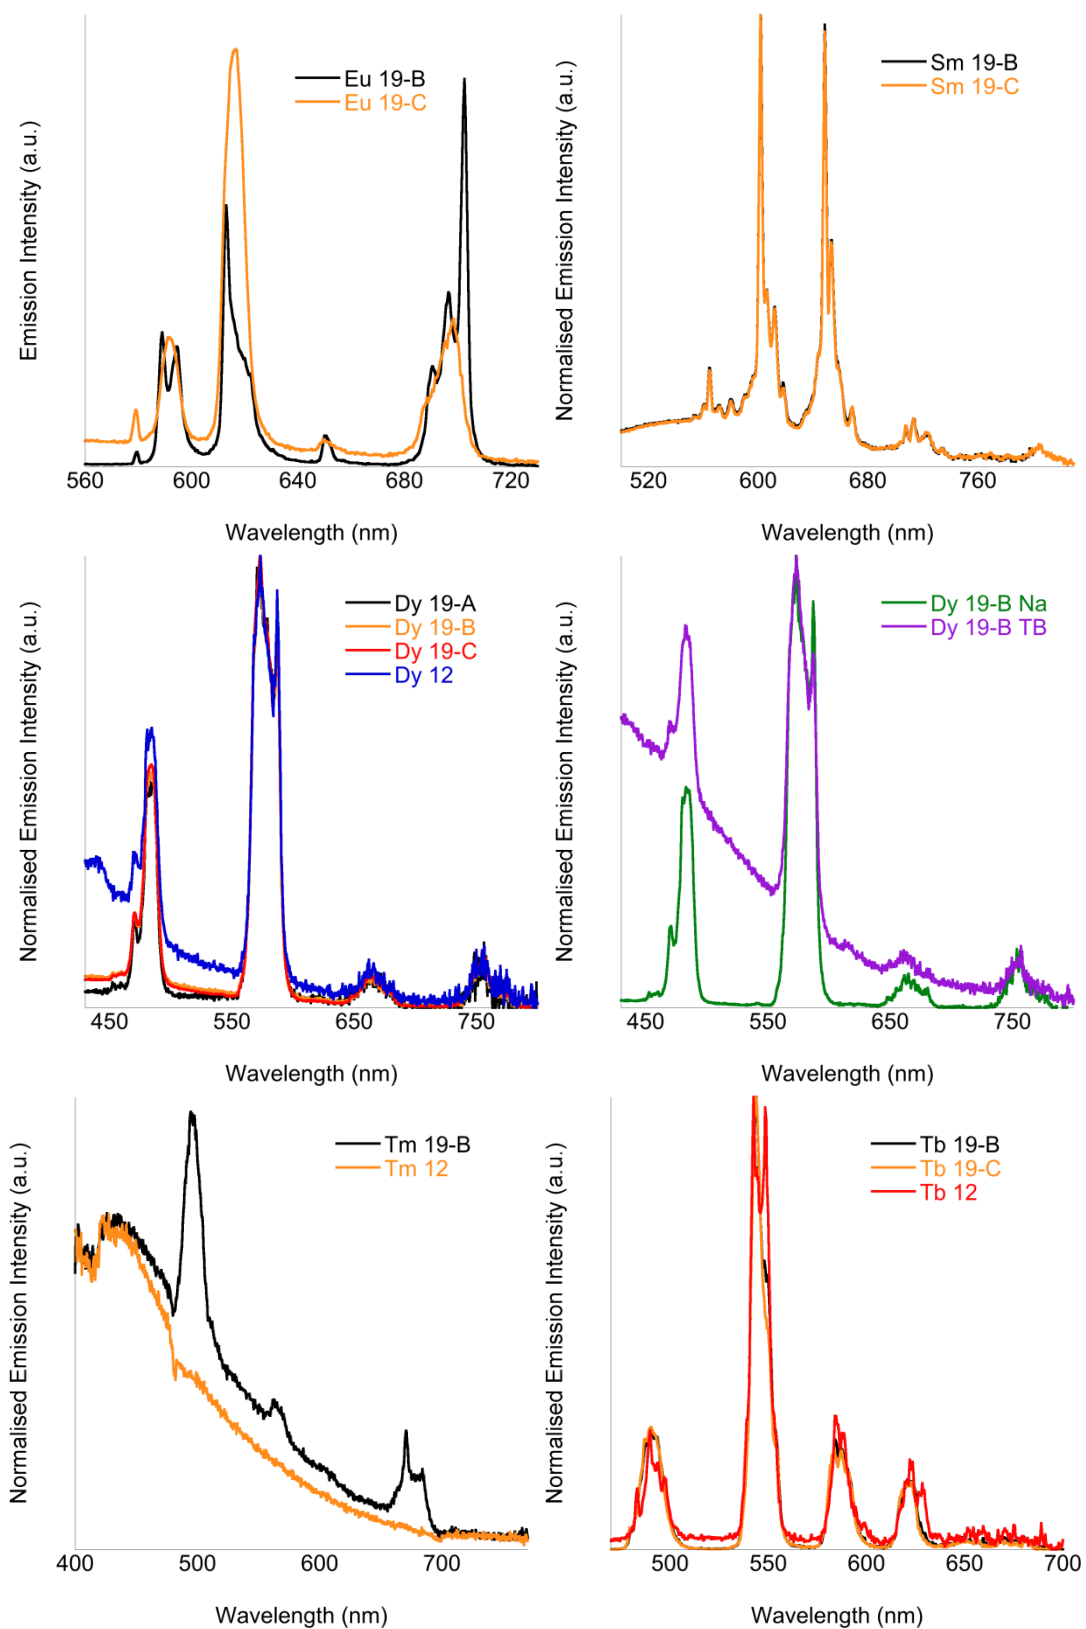 Emission Intensity (a.u.)
Eu 19-B
Eu 19-C
560 600 640 680 720
Wavelength (nm)
Normalised Emission Intensity (a.u.)
Sm 19-B
Sm 19-C
520 600 680 760
Wavelength (nm)
Normalised Emission Intensity (a.u.)
Dy 19-A
Dy 19-B
Dy 19-C
Dy 12
450 550 650 750
Wavelength (nm)
Normalised Emission Intensity (a.u.)
Dy 19-B Na
Dy 19-B TB
450 550 650 750
Wavelength (nm)
Normalised Emission Intensity (a.u.)
Tm 19-B
Tm 12
400 500 600 700
Wavelength (nm)
Normalised Emission Intensity (a.u.)
Tb 19-B
Tb 19-C
Tb 12
500 550 600 650 700
Wavelength (nm)